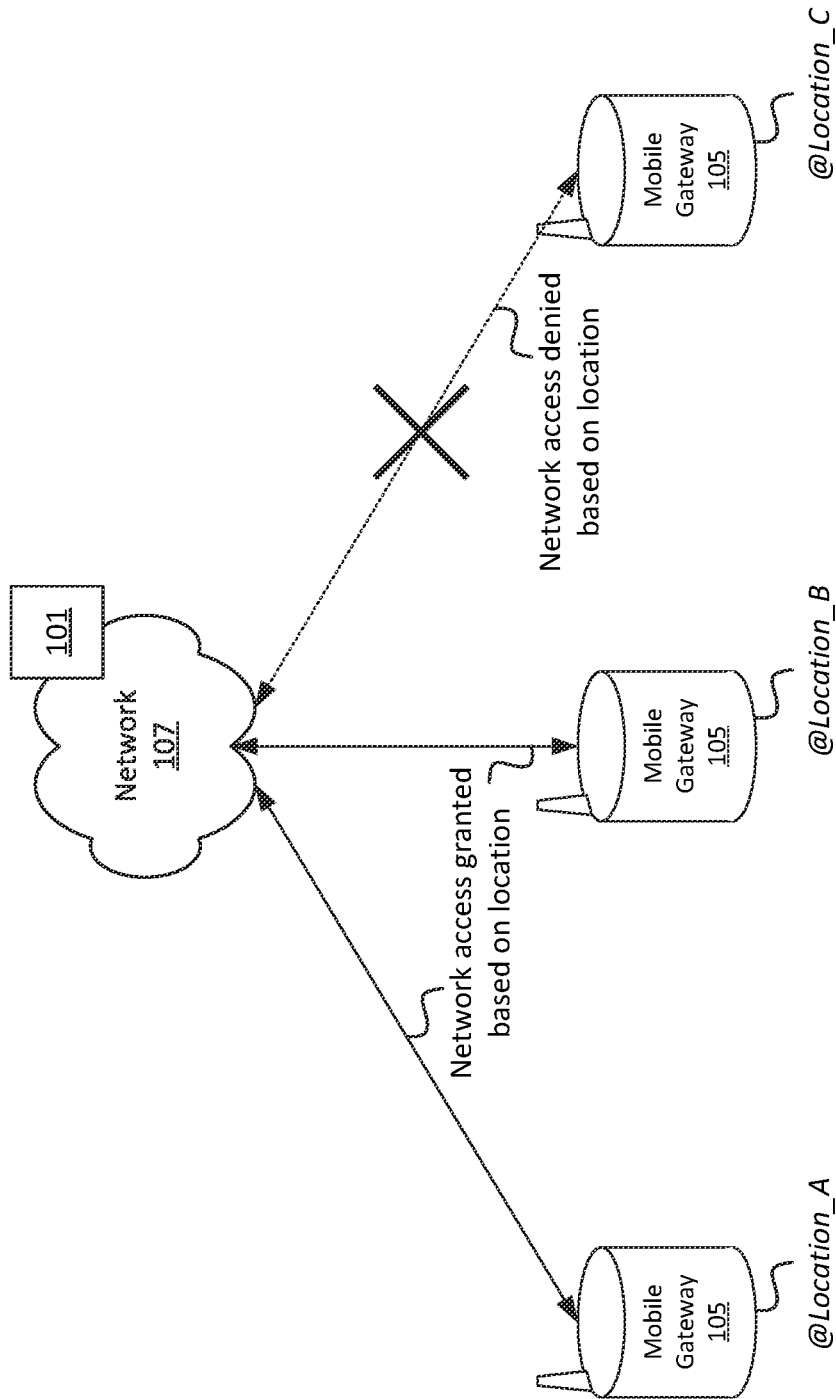 101
Network
107
Network access granted
based on location
Network access denied
based on location
Mobile
Gateway
105
@Location_A
Mobile
Gateway
105
@Location_B
Mobile
Gateway
105
@Location_C